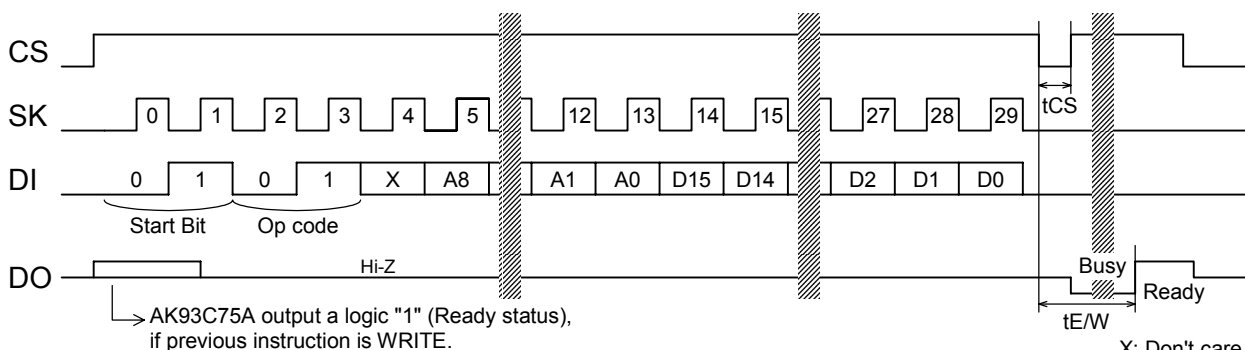 CS
tCS
SK 0 1 2 3 4 5 12 13 14 15 27 28 29
DI 0 1 0 1 X A8 A1 A0 D15 D14 D2 D1 D0
Start Bit Op code
DO Hi-Z Busy Ready
tE/W
AK93C75A output a logic "1" (Ready status),
if previous instruction is WRITE.
X: Don't care